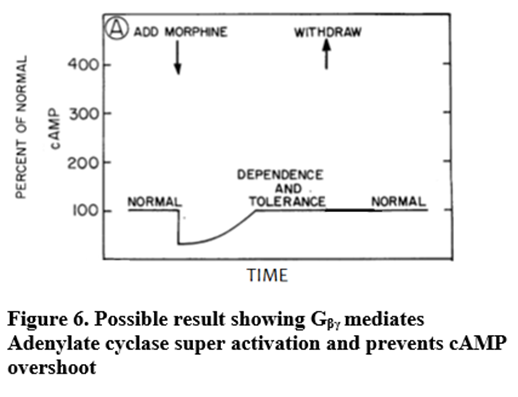 Ⓐ ADD MORPHINE WITHDRAW
PERCENT OF NORMAL
cAMP
400
300
200
100
NORMAL
DEPENDENCE
AND
TOLERANCE
NORMAL
TIME
Figure 6. Possible result showing Gβγ mediates
Adenylate cyclase super activation and prevents cAMP
overshoot